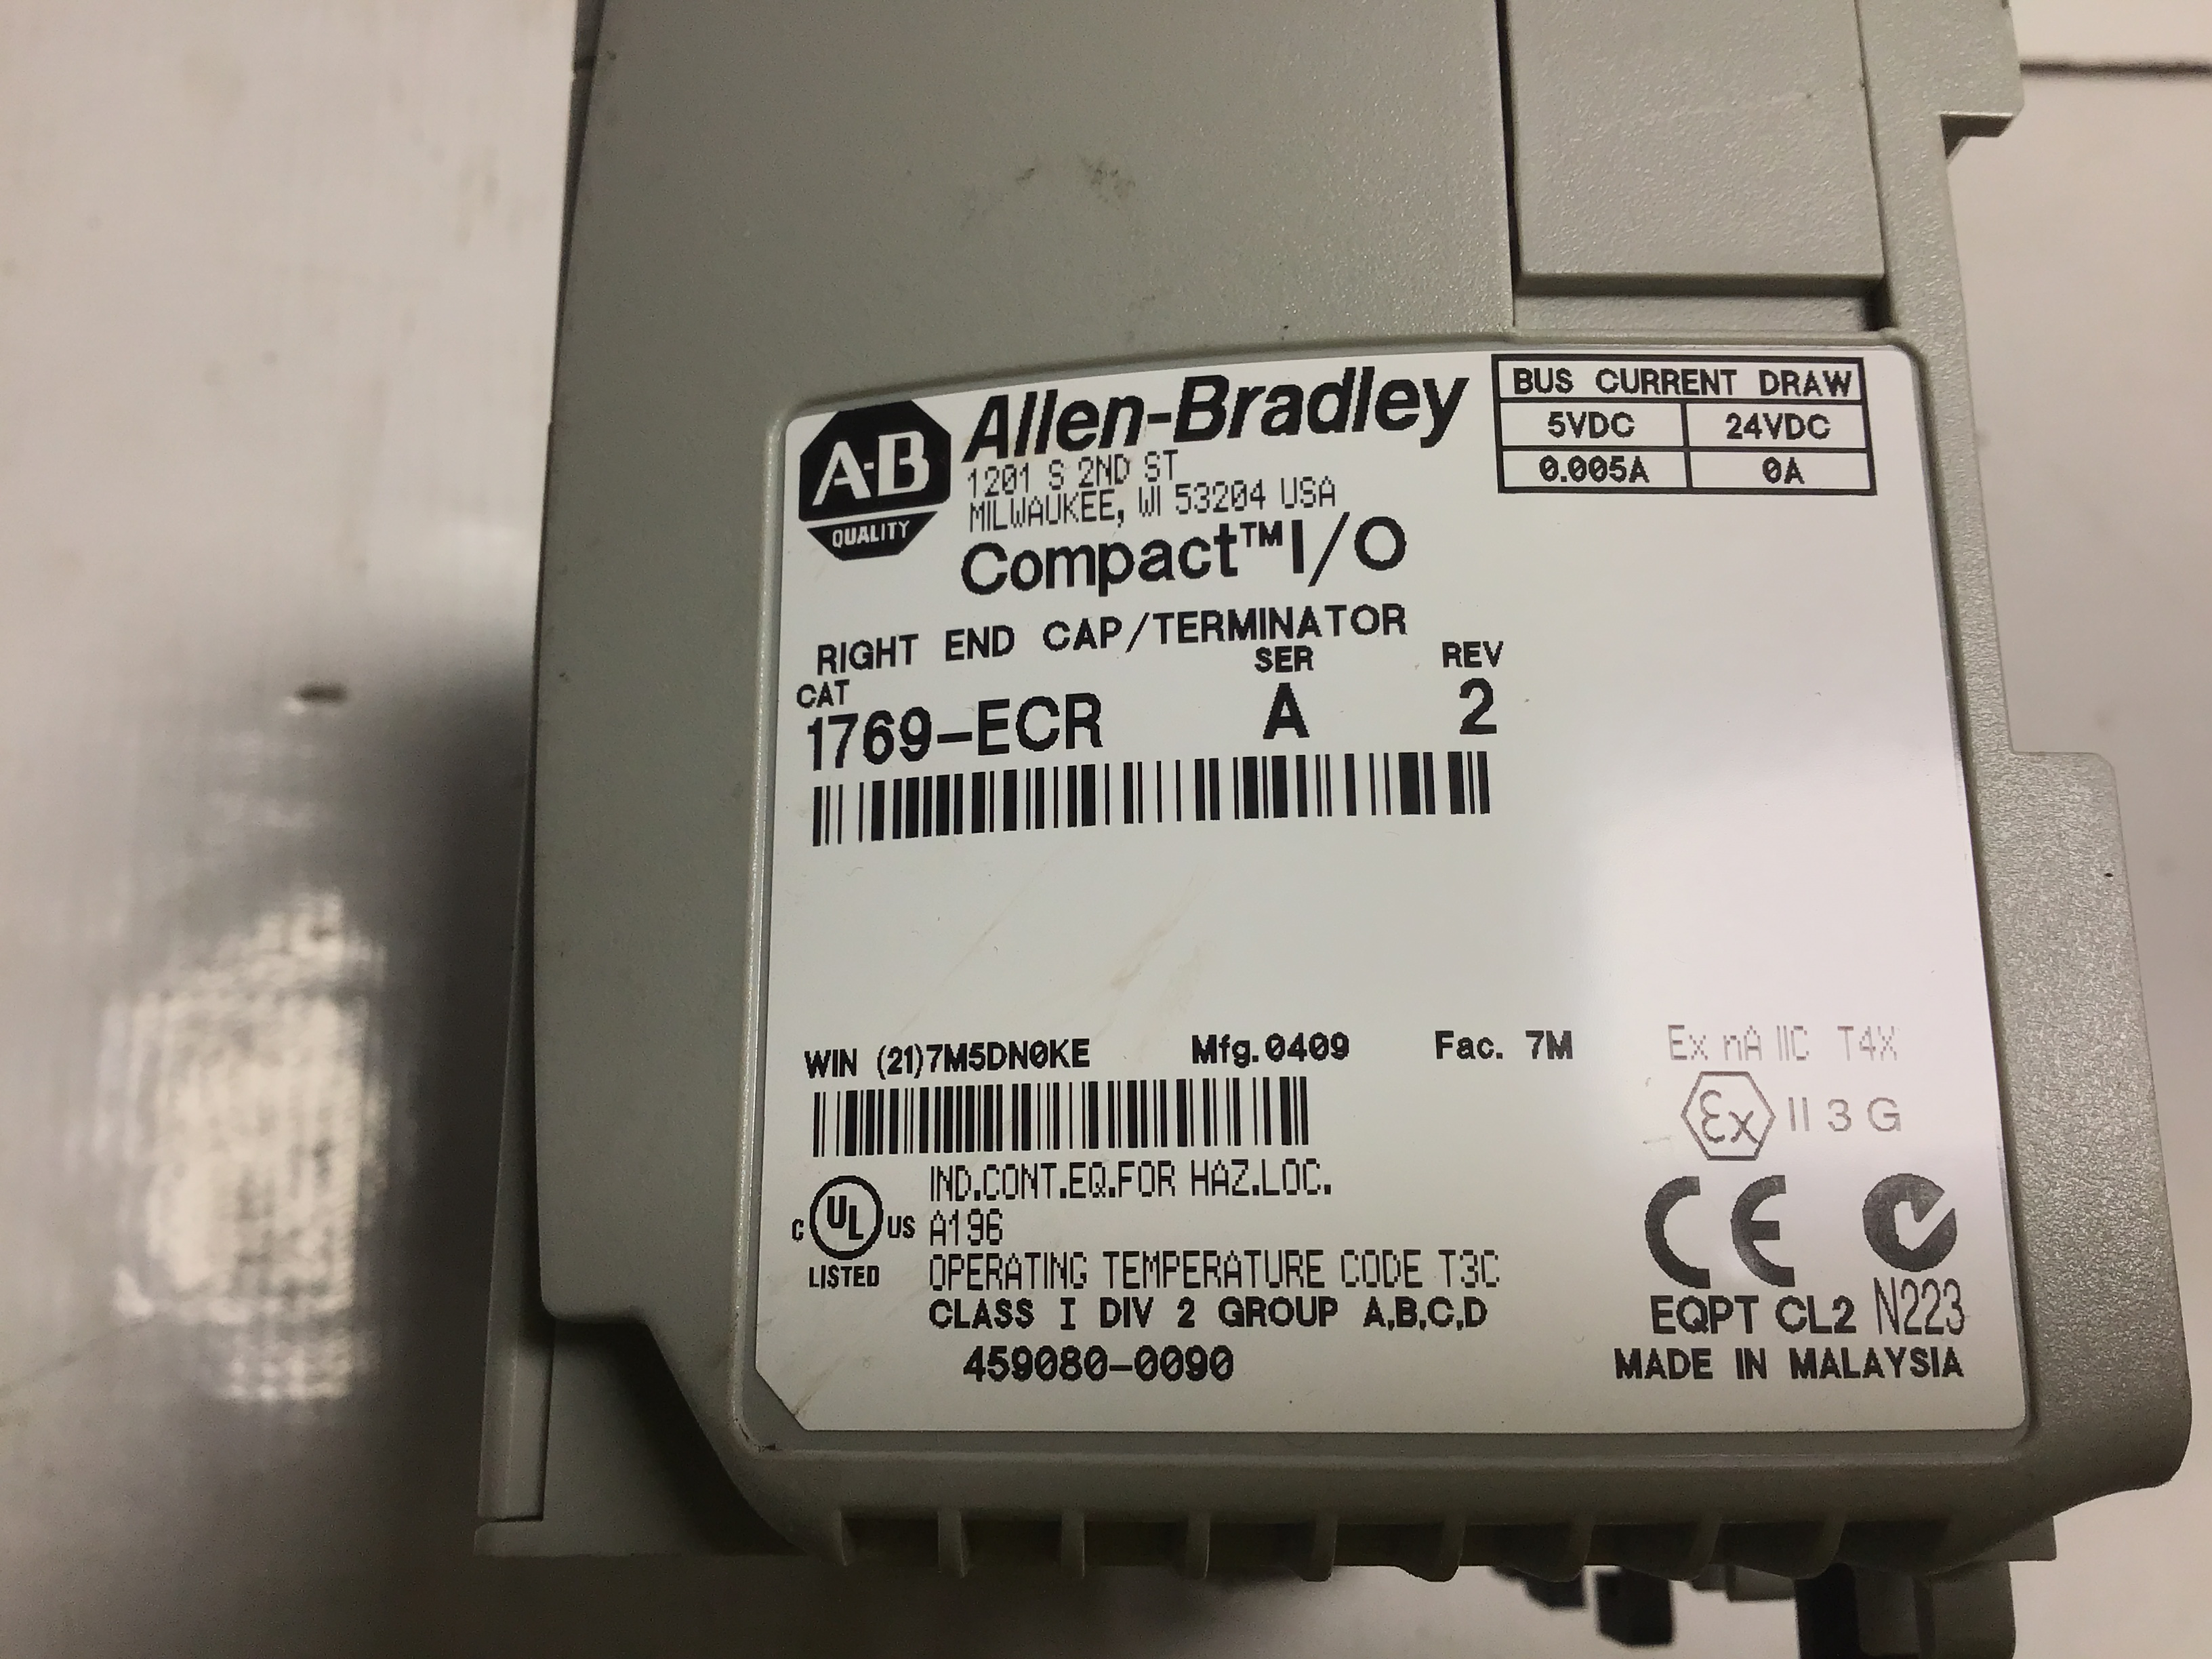 A-B
QUALITY
Allen-Bradley
1201 S 2ND ST
MILWAUKEE, WI 53204 USA
Compact™I/O
BUS CURRENT DRAW
5VDC 24VDC
0.005A 0A
RIGHT END CAP/TERMINATOR
CAT SER REV
1769-ECR A 2
WIN (21)7M5DN0KE Mfg.0409 Fac. 7M
Ex nA IIC T4X
Ex II 3 G
IND.CONT.EQ.FOR HAZ.LOC.
C UL US A196
LISTED
OPERATING TEMPERATURE CODE T3C
CLASS I DIV 2 GROUP A,B,C,D
459080-0090
CE
EQPT CL2 N223
MADE IN MALAYSIA